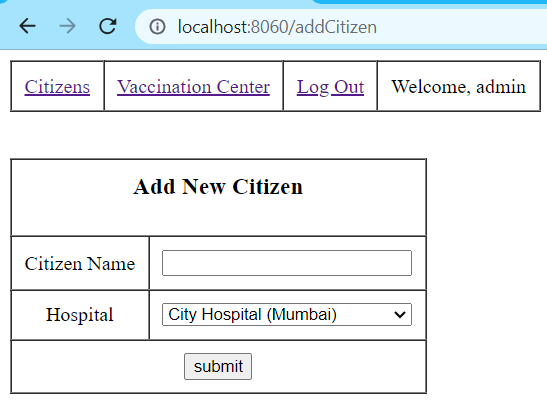 localhost:8060/addCitizen
Citizens Vaccination Center Log Out Welcome, admin
Add New Citizen
Citizen Name
Hospital City Hospital (Mumbai)
submit